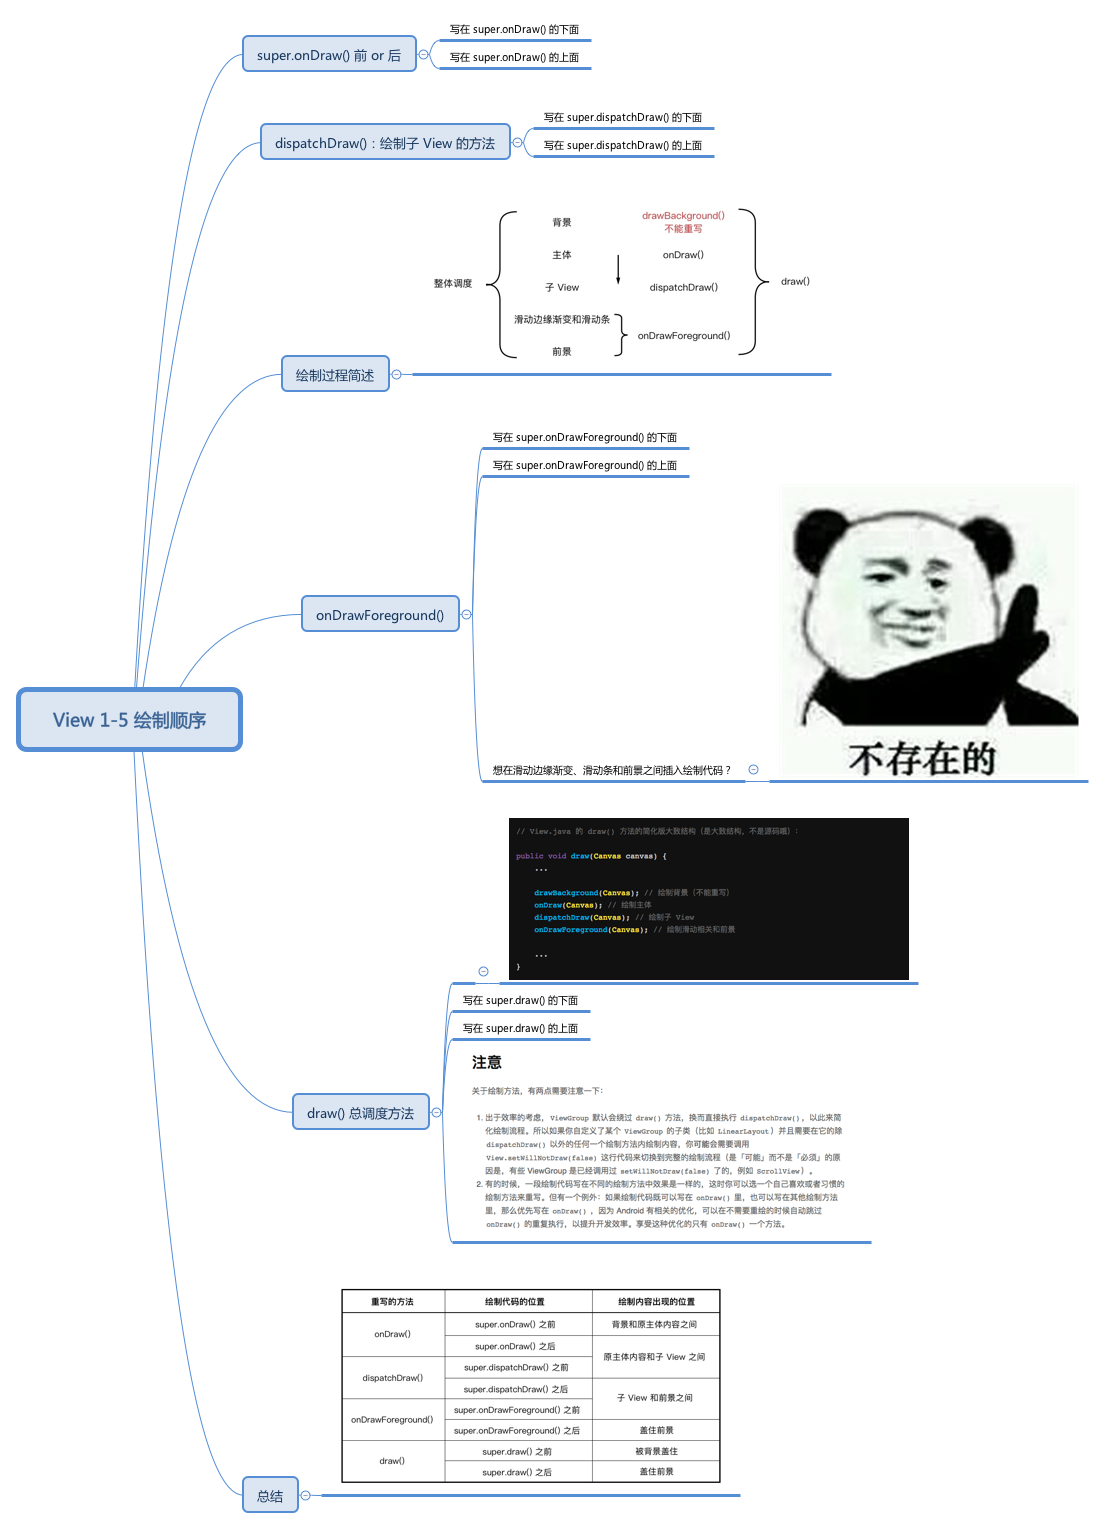 super.onDraw() 前 or 后
写在 super.onDraw() 的下面
写在 super.onDraw() 的上面
dispatchDraw()：绘制子 View 的方法
写在 super.dispatchDraw() 的下面
写在 super.dispatchDraw() 的上面
绘制过程简述
整体调度
背景
drawBackground()
不能重写
主体
onDraw()
子 View
dispatchDraw()
滑动边缘渐变和滑动条
前景
onDrawForeground()
draw()
onDrawForeground()
写在 super.onDrawForeground() 的下面
写在 super.onDrawForeground() 的上面
想在滑动边缘渐变、滑动条和前景之间插入绘制代码？
不存在的
View 1-5 绘制顺序
draw() 总调度方法
// View.java 的 draw() 方法的简化版大致结构（是大致结构，不是源码哦）：
public void draw(Canvas canvas) {
...
drawBackground(Canvas); // 绘制背景（不能重写）
onDraw(Canvas); // 绘制主体
dispatchDraw(Canvas); // 绘制子 View
onDrawForeground(Canvas); // 绘制滑动相关和前景
...
}
写在 super.draw() 的下面
写在 super.draw() 的上面
注意
关于绘制方法，有两点需要注意一下：
1. 出于效率的考虑，ViewGroup 默认会绕过 draw() 方法，换而直接执行 dispatchDraw()，以此来简
化绘制流程。所以如果你自定义了某个 ViewGroup 的子类（比如 LinearLayout）并且需要在它的除
dispatchDraw() 以外的任何一个绘制方法内绘制内容，你可能会需要调用
View.setWillNotDraw(false) 这行代码来切换到完整的绘制流程（是「可能」而不是「必须」的原
因是，有些 ViewGroup 是已经调用过 setWillNotDraw(false) 了的，例如 ScrollView）。
2. 有的时候，一段绘制代码写在不同的绘制方法中效果是一样的，这时你可以选一个自己喜欢或者习惯的
绘制方法来重写。但有一个例外：如果绘制代码既可以写在 onDraw() 里，也可以写在其他绘制方法
里，那么优先写在 onDraw() ，因为 Android 有相关的优化，可以在不需要重绘的时候自动跳过
onDraw() 的重复执行，以提升开发效率。享受这种优化的只有 onDraw() 一个方法。
总结
重写的方法 绘制代码的位置 绘制内容出现的位置
onDraw() super.onDraw() 之前 背景和原主体内容之间
super.onDraw() 之后 原主体内容和子 View 之间
dispatchDraw() super.dispatchDraw() 之前
super.dispatchDraw() 之后 子 View 和前景之间
onDrawForeground() super.onDrawForeground() 之前
super.onDrawForeground() 之后 盖住前景
draw() super.draw() 之前 被背景盖住
super.draw() 之后 盖住前景